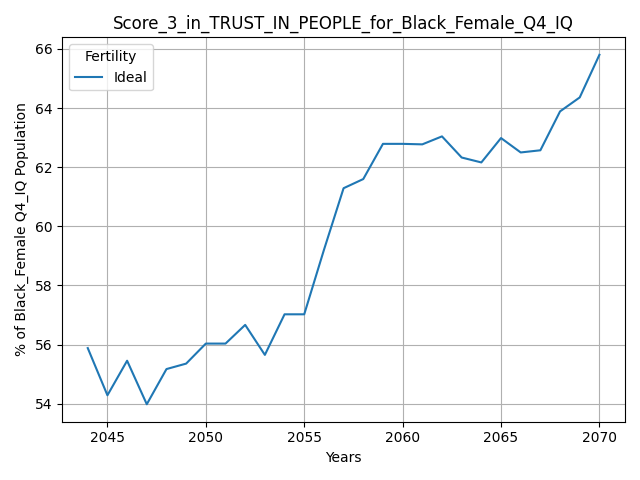 Score_3_in_TRUST_IN_PEOPLE_for_Black_Female_Q4_IQ
Fertility
Ideal
% of Black_Female Q4_IQ Population
66
64
62
60
58
56
54
2045
2050
2055
2060
2065
2070
Years